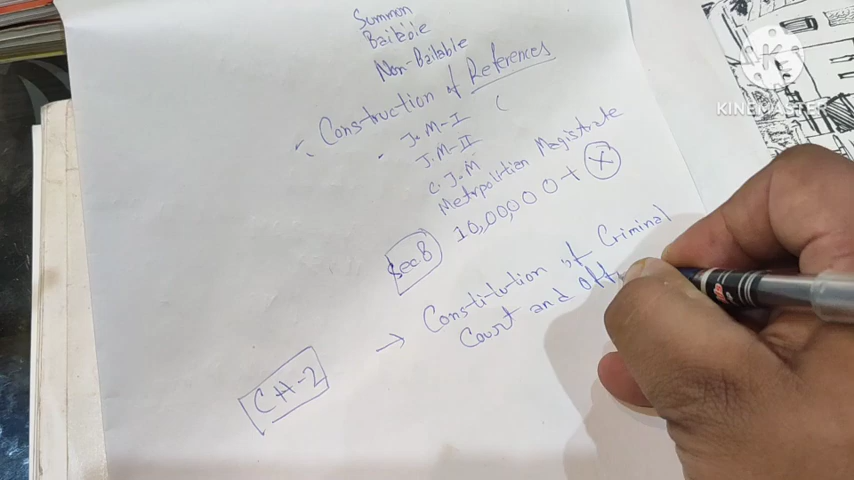 Summon
Bailable
Non-Bailable
Construction of References
J.M-I (
J.M-II
C.J.M
Metropolition Magistrate
10,00,000+ X
Sec 8
CH-2 → Constitution of Criminal
Court and Off
KINEMASTER